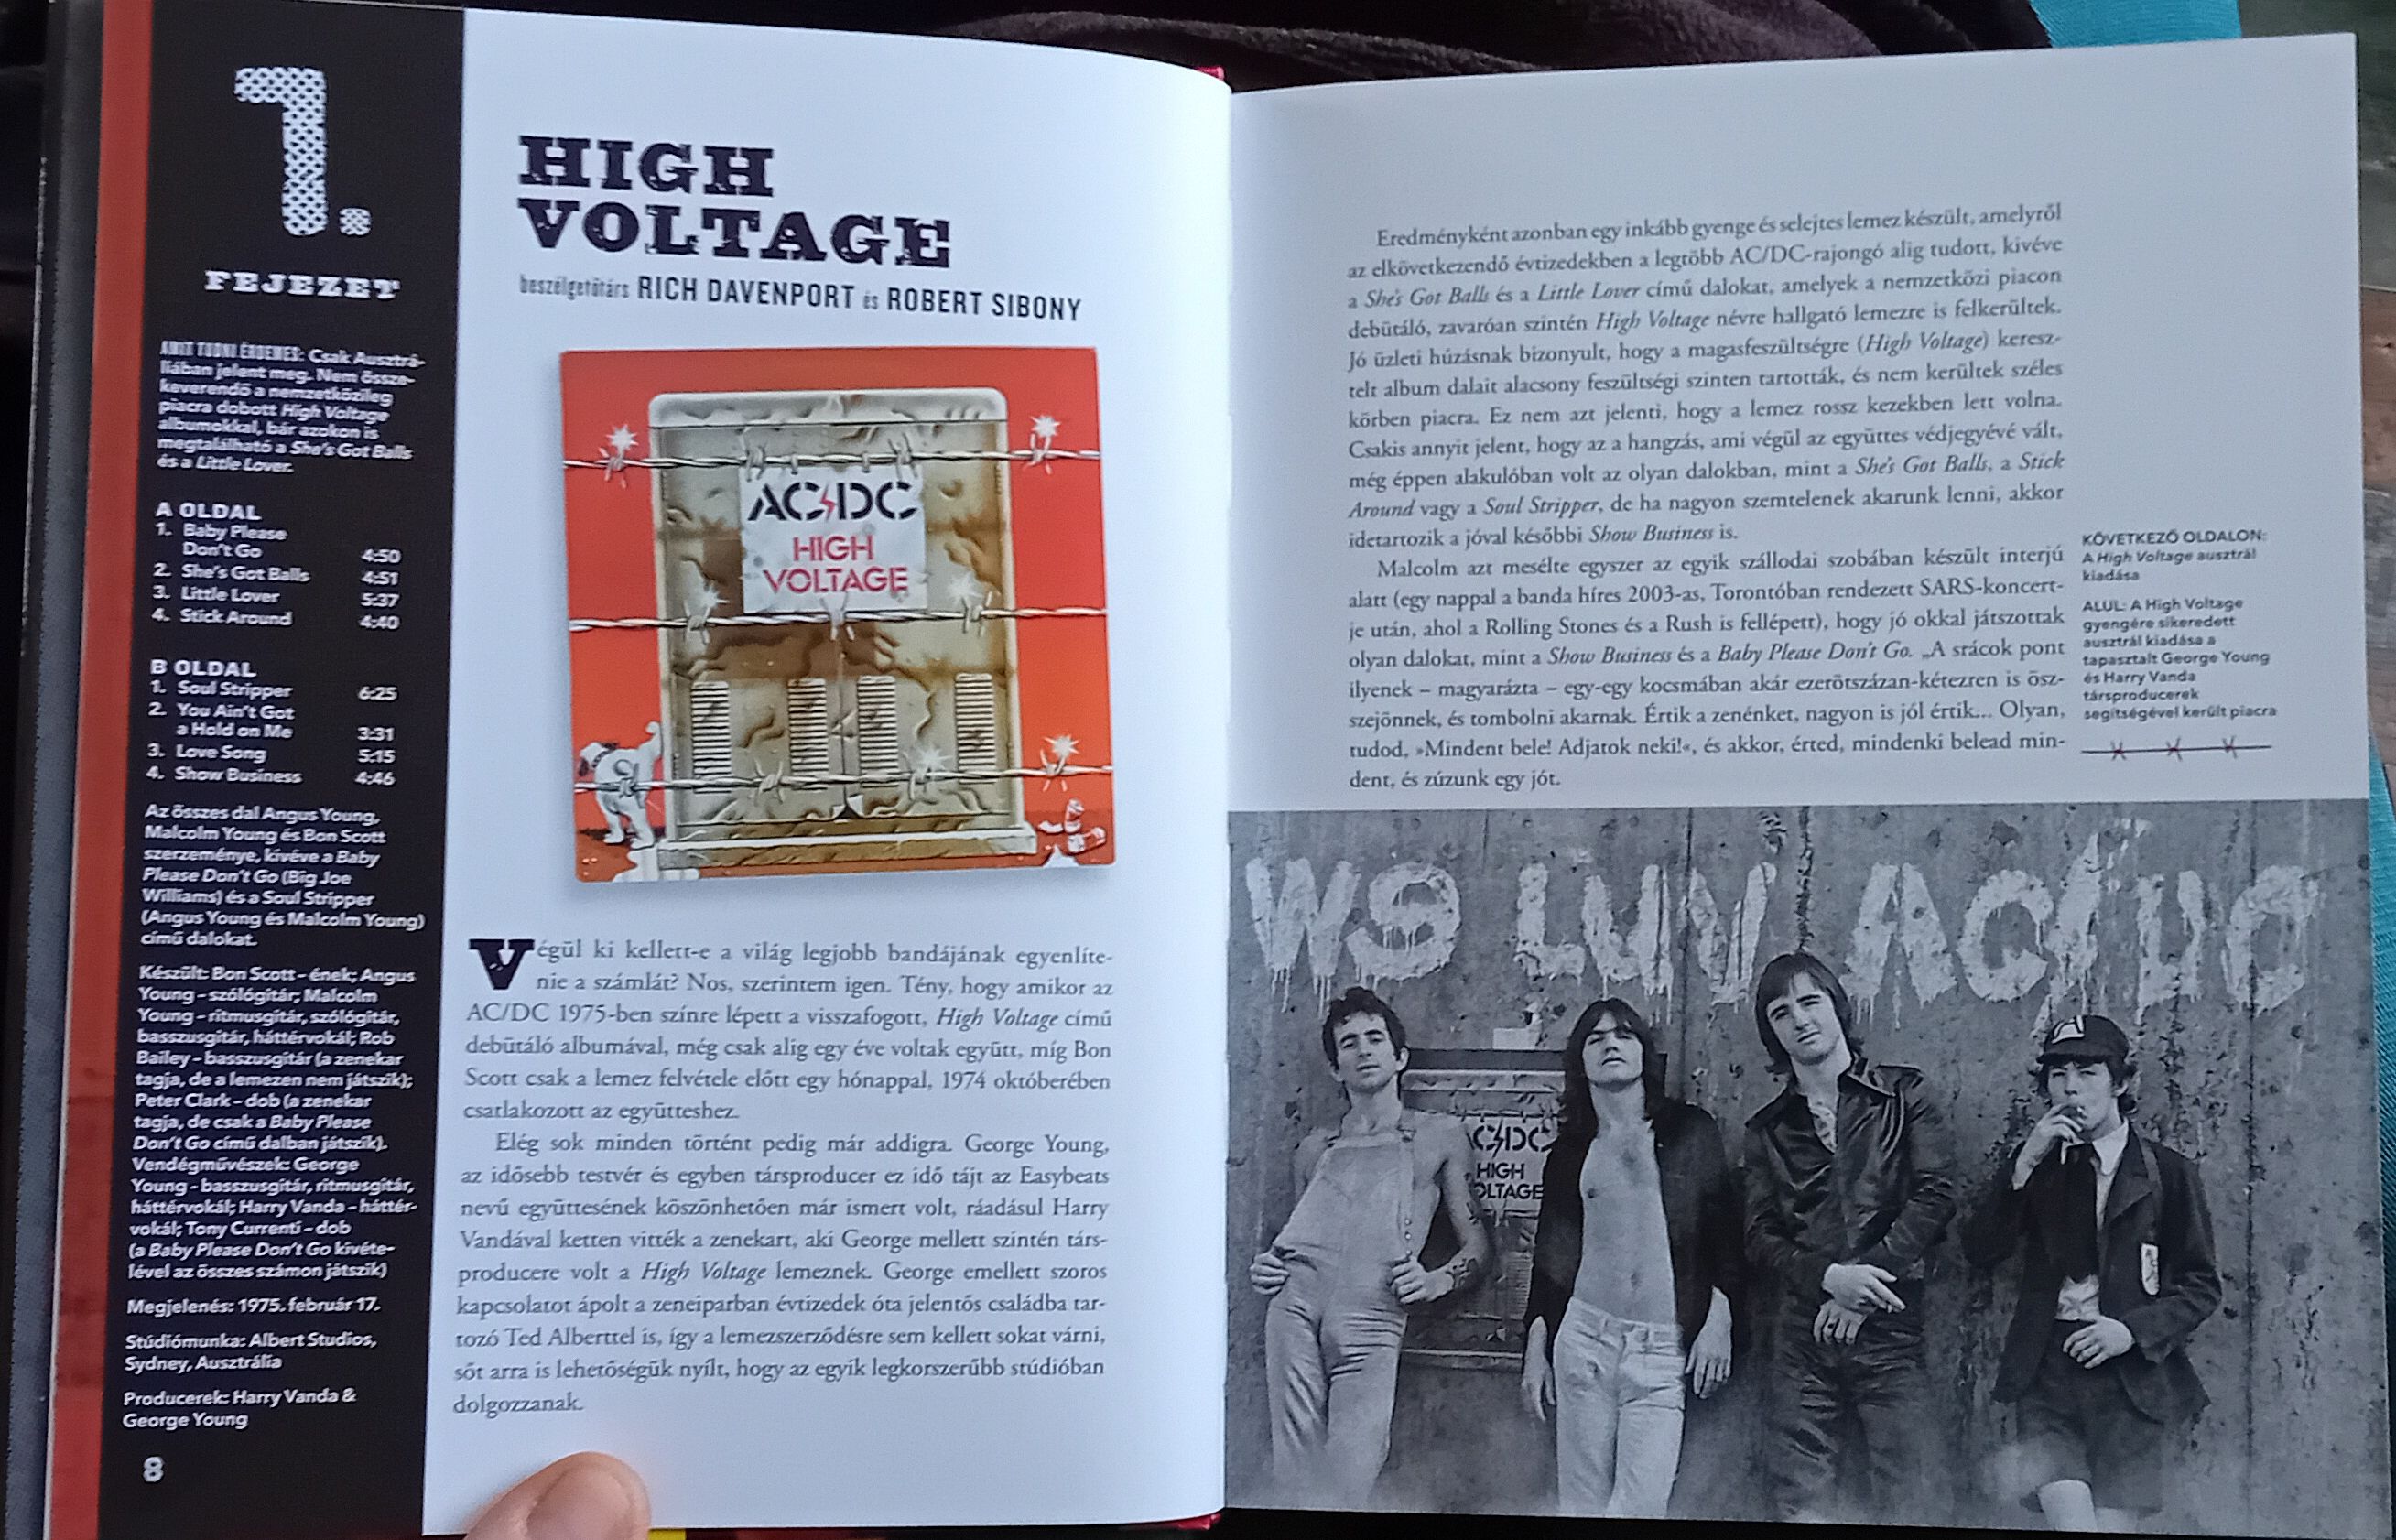 1.
FEJEZET
AMIT TUDNI ÉRDEMES: Csak Ausztrá-
liában jelent meg. Nem össze-
keverendő a nemzetközileg
piacra dobott High Voltage
albumokkal, bár azokon is
megtalálható a She's Got Balls
és a Little Lover.
A OLDAL
1. Baby Please
Don't Go 4:50
2. She's Got Balls 4:51
3. Little Lover 5:37
4. Stick Around 4:40
B OLDAL
1. Soul Stripper 6:25
2. You Ain't Got
a Hold on Me 3:31
3. Love Song 5:15
4. Show Business 4:46
Az összes dal Angus Young,
Malcolm Young és Bon Scott
szerzeménye, kivéve a Baby
Please Don't Go (Big Joe
Williams) és a Soul Stripper
(Angus Young és Malcolm Young)
című dalokat.
Készült: Bon Scott – ének; Angus
Young – szólógitár; Malcolm
Young – ritmusgitár, szólógitár,
basszusgitár, háttérvokál; Rob
Bailey – basszusgitár (a zenekar
tagja, de a lemezen nem játszik);
Peter Clark – dob (a zenekar
tagja, de csak a Baby Please
Don't Go című dalban játszik).
Vendégművészek: George
Young - basszusgitár, ritmusgitár,
háttérvokál; Harry Vanda – háttér-
vokál; Tony Currenti – dob
(a Baby Please Don't Go kivéte-
lével az összes számon játszik)
Megjelenés: 1975. február 17.
Stúdiómunka: Albert Studios,
Sydney, Ausztrália
Producerek: Harry Vanda &
George Young
8
HIGH
VOLTAGE
beszélgetőtárs RICH DAVENPORT és ROBERT SIBONY
AC/DC
HIGH
VOLTAGE
Végül ki kellett-e a világ legjobb bandájának egyenlíte-
nie a számlát? Nos, szerintem igen. Tény, hogy amikor az
AC/DC 1975-ben színre lépett a visszafogott, High Voltage című
debütáló albumával, még csak alig egy éve voltak együtt, míg Bon
Scott csak a lemez felvétele előtt egy hónappal, 1974 októberében
csatlakozott az együtteshez.
Elég sok minden történt pedig már addigra. George Young,
az idősebb testvér és egyben társproducer ez idő tájt az Easybeats
nevű együttesének köszönhetően már ismert volt, ráadásul Harry
Vandával ketten vitték a zenekart, aki George mellett szintén társ-
producere volt a High Voltage lemeznek. George emellett szoros
kapcsolatot ápolt a zeneiparban évtizedek óta jelentős családba tar-
tozó Ted Alberttel is, így a lemezszerződésre sem kellett sokat várni,
sőt arra is lehetőségük nyílt, hogy az egyik legkorszerűbb stúdióban
dolgozzanak.
Eredményként azonban egy inkább gyenge és selejtes lemez készült, amelyről
az elkövetkezendő évtizedekben a legtöbb AC/DC-rajongó alig tudott, kivéve
a She's Got Balls és a Little Lover című dalokat, amelyek a nemzetközi piacon
debütáló, zavaróan szintén High Voltage névre hallgató lemezre is felkerültek.
Jó üzleti húzásnak bizonyult, hogy a magasfeszültségre (High Voltage) keresz-
telt album dalait alacsony feszültségi szinten tartották, és nem kerültek széles
körben piacra. Ez nem azt jelenti, hogy a lemez rossz kezekben lett volna.
Csakis annyit jelent, hogy az a hangzás, ami végül az együttes védjegyévé vált,
még éppen alakulóban volt az olyan dalokban, mint a She's Got Balls, a Stick
Around vagy a Soul Stripper, de ha nagyon szemtelenek akarunk lenni, akkor
idetartozik a jóval későbbi Show Business is.
Malcolm azt mesélte egyszer az egyik szállodai szobában készült interjú
alatt (egy nappal a banda híres 2003-as, Torontóban rendezett SARS-koncert-
je után, ahol a Rolling Stones és a Rush is fellépett), hogy jó okkal játszottak
olyan dalokat, mint a Show Business és a Baby Please Don't Go. „A srácok pont
ilyenek – magyarázta – egy-egy kocsmában akár ezerötszázan-kétezren is ösz-
szejönnek, és tombolni akarnak. Értik a zenénket, nagyon is jól értik... Olyan,
tudod, »Mindent bele! Adjatok neki!«, és akkor, érted, mindenki belead min-
dent, és zúzunk egy jót.
KÖVETKEZŐ OLDALON:
A High Voltage ausztrál
kiadása
ALUL: A High Voltage
gyengére sikeredett
ausztrál kiadása a
tapasztalt George Young
és Harry Vanda
társproducerek
segítségével került piacra
WE LUV AC/DC
AC/DC
HIGH
OLTAGE